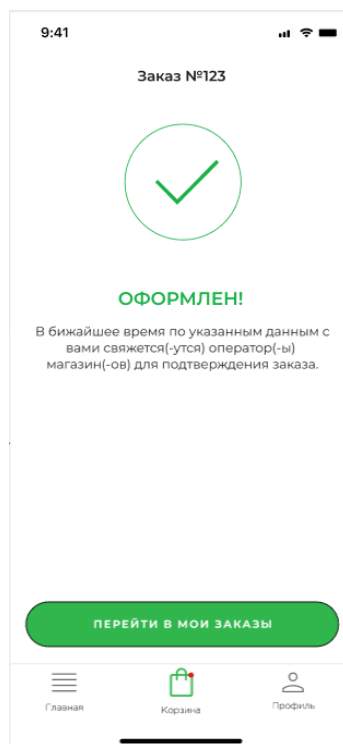 9:41
Заказ №123
ОФОРМЛЕН!
В бижайшее время по указанным данным с
вами свяжется(-утся) оператор(-ы)
магазин(-ов) для подтверждения заказа.
ПЕРЕЙТИ В МОИ ЗАКАЗЫ
Главная
Корзина
Профиль